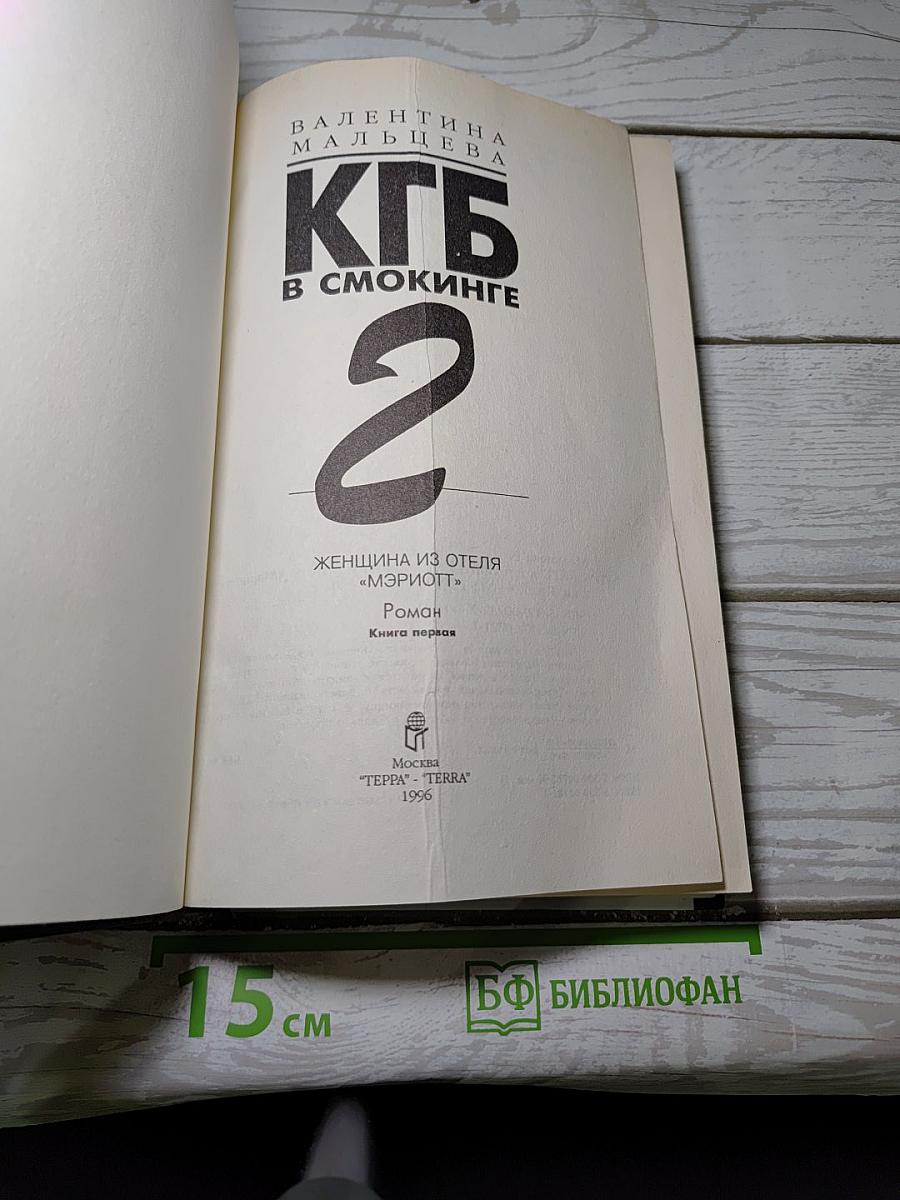 ВАЛЕНТИНА
МАЛЬЦЕВА
КГБ
В СМОКИНГЕ
2
ЖЕНЩИНА ИЗ ОТЕЛЯ
«МЭРИОТТ»
Роман
Книга первая
Москва
"ТЕРРА" - "TERRA"
1996
15 см
БФ БИБЛИОФАН